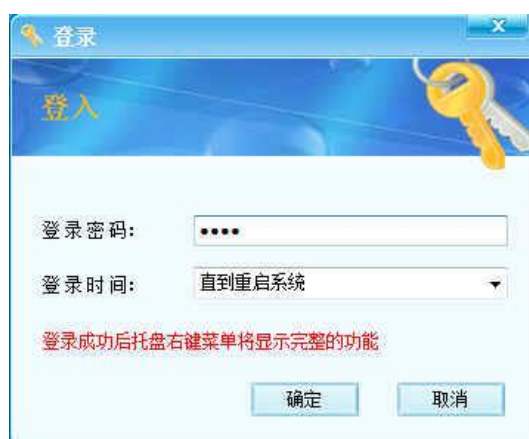 登录
登入
登录密码:
登录时间: 直到重启系统
登录成功后托盘右键菜单将显示完整的功能
确定 取消